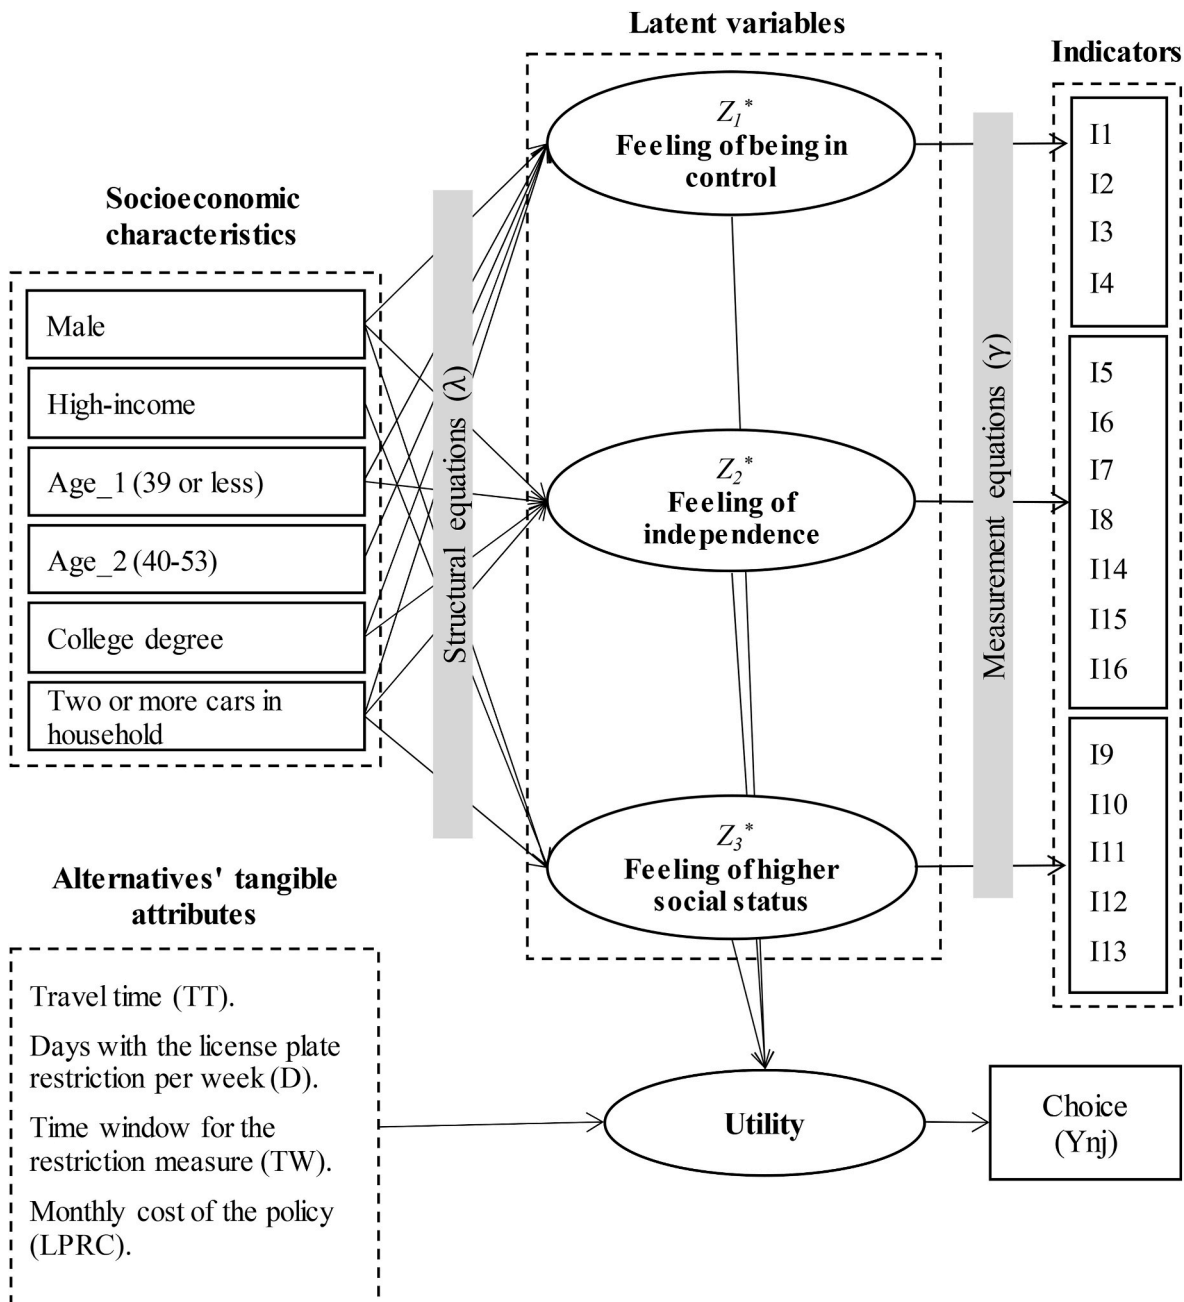 Latent variables
Indicators
Z1*
Feeling of being in
control
I1
I2
I3
I4
Socioeconomic
characteristics
Male
High-income
Age_1 (39 or less)
Age_2 (40-53)
College degree
Two or more cars in
household
Structural equations (λ)
Z2*
Feeling of
independence
Measurement equations (γ)
I5
I6
I7
I8
I14
I15
I16
Z3*
Feeling of higher
social status
I9
I10
I11
I12
I13
Alternatives' tangible
attributes
Travel time (TT).
Days with the license plate
restriction per week (D).
Time window for the
restriction measure (TW).
Monthly cost of the policy
(LPRC).
Utility
Choice
(Ynj)